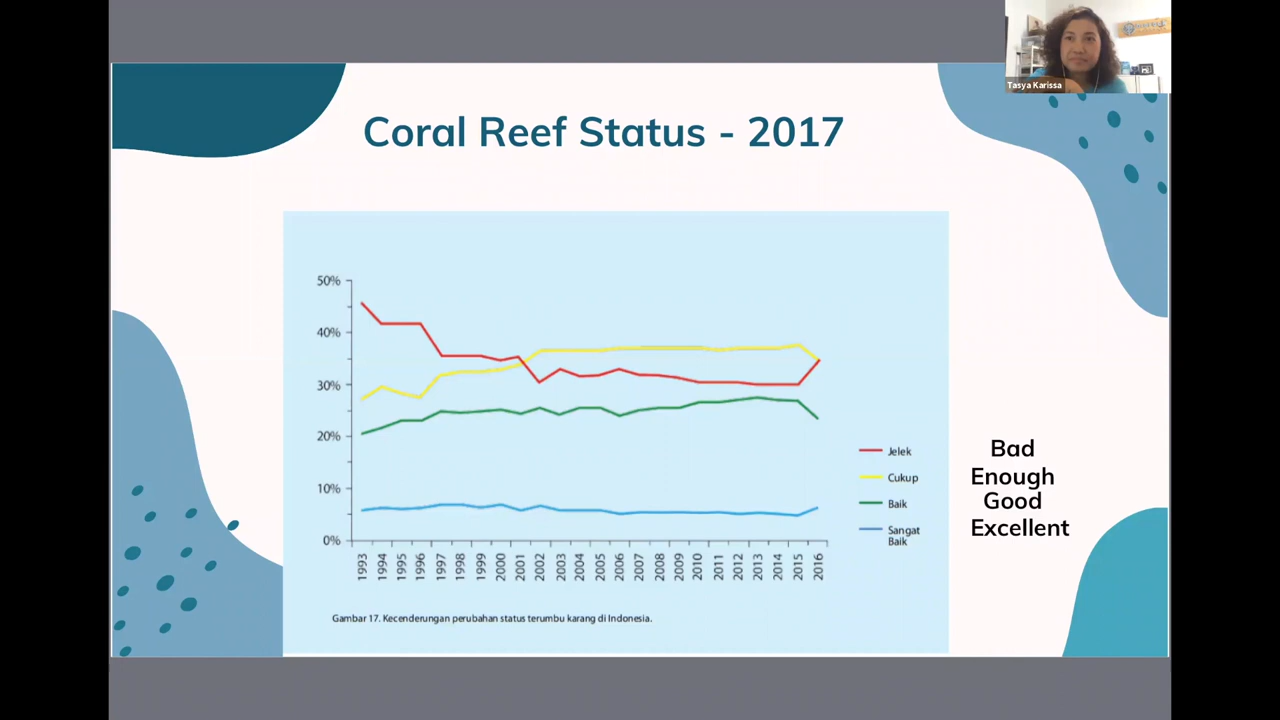 Tasya Karissa
Coral Reef Status - 2017
50%
40%
30%
20%
10%
0%
1993
1994
1995
1996
1997
1998
1999
2000
2001
2002
2003
2004
2005
2006
2007
2008
2009
2010
2011
2012
2013
2014
2015
2016
Jelek
Cukup
Baik
Sangat
Baik
Bad
Enough
Good
Excellent
Gambar 17. Kecenderungan perubahan status terumbu karang di Indonesia.